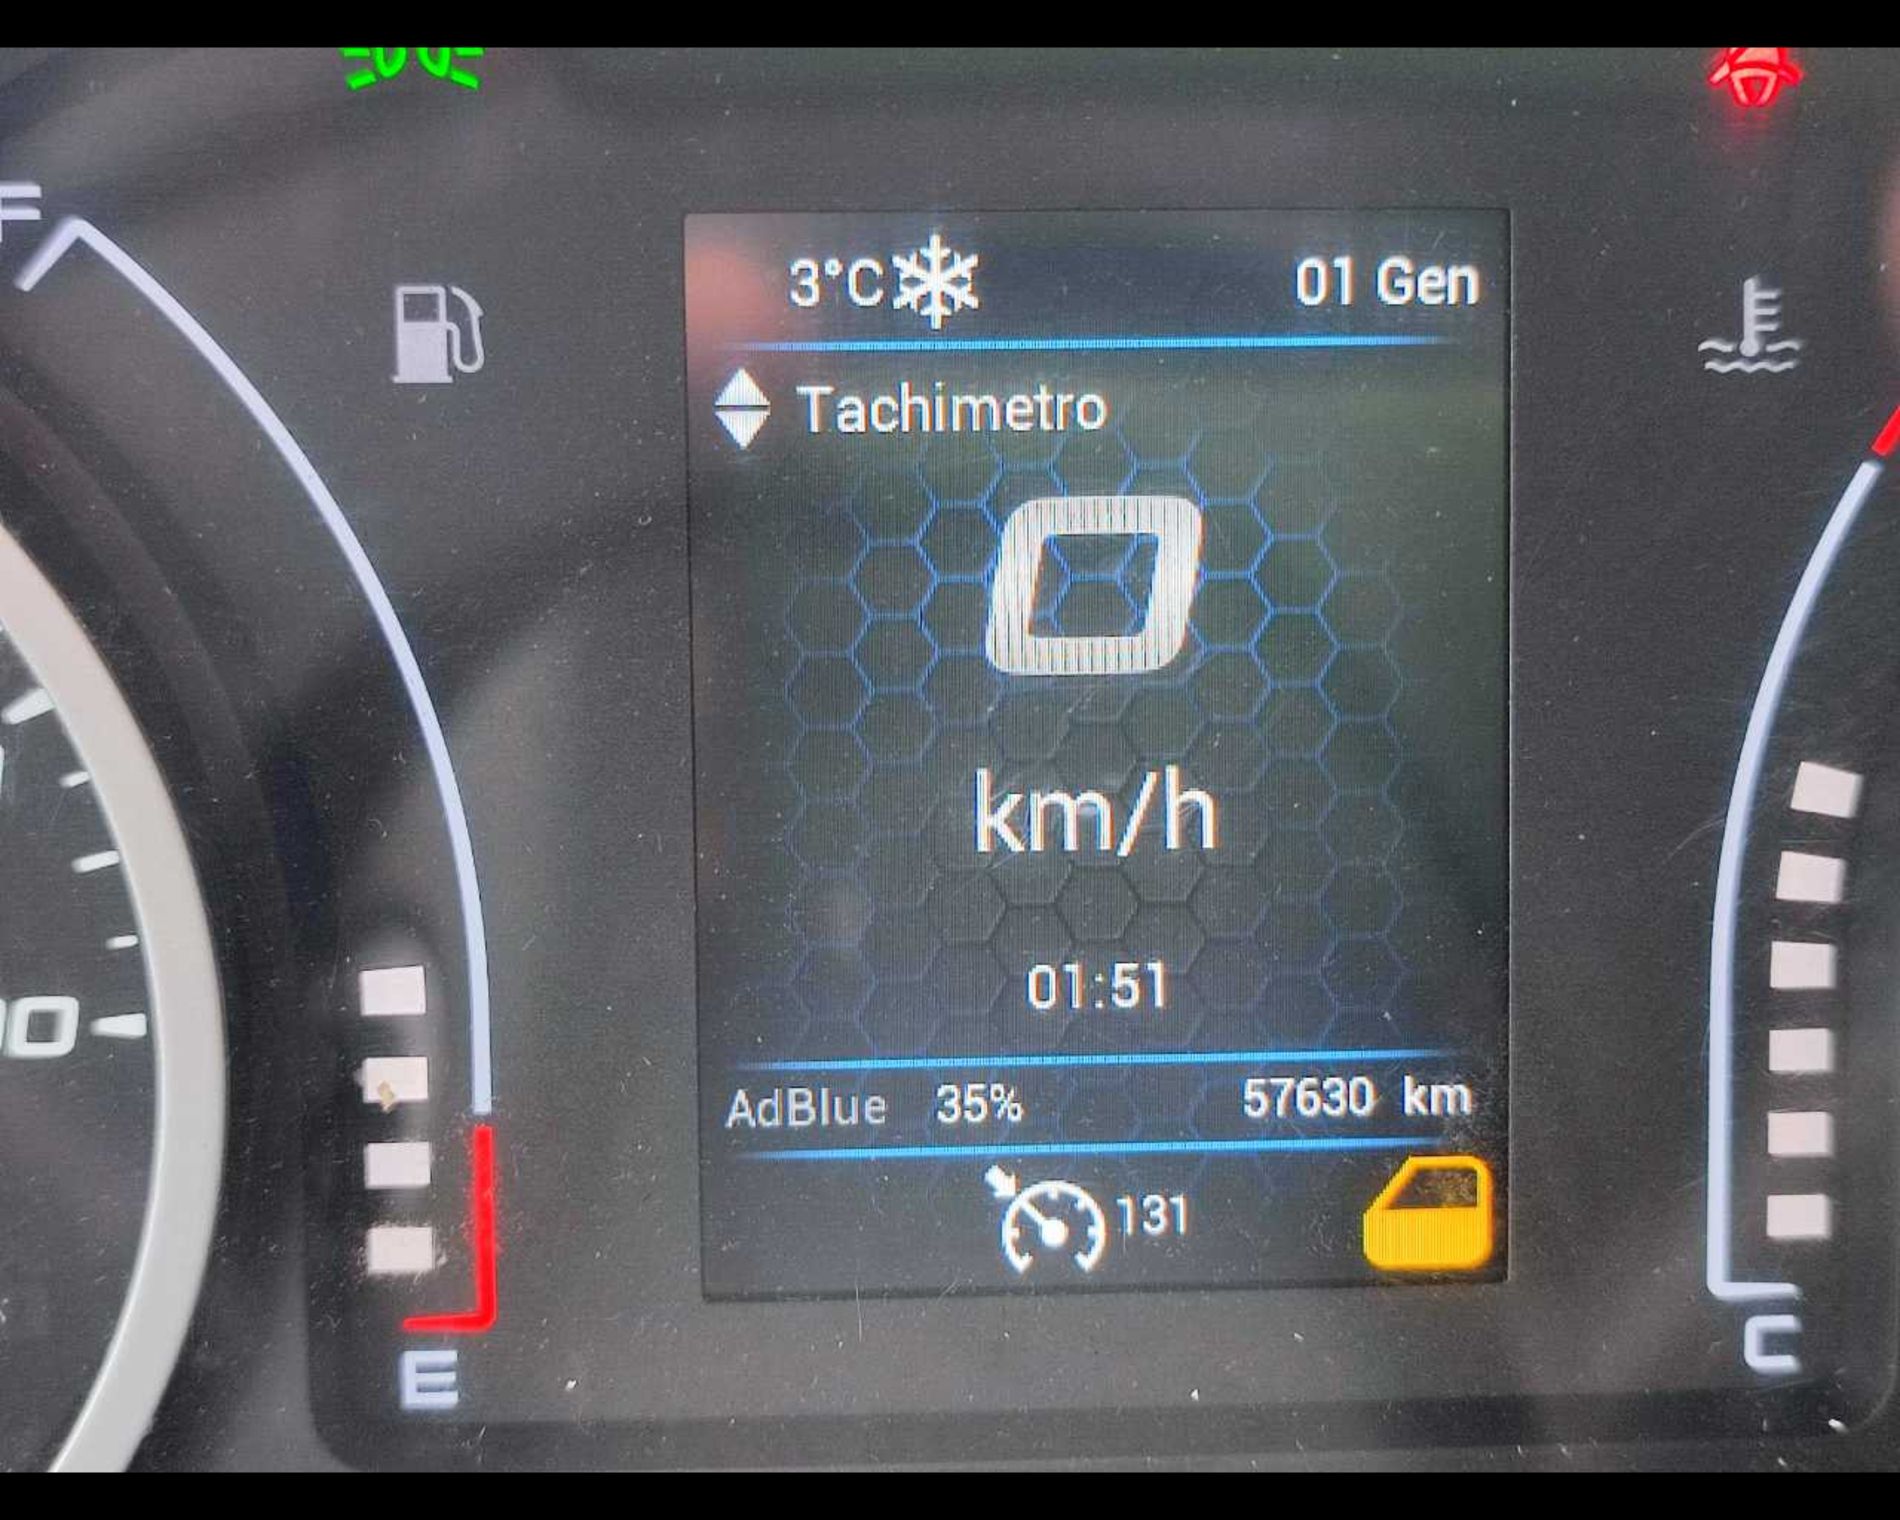 F
3°C 01 Gen
Tachimetro
0
km/h
01:51
AdBlue 35% 57630 km
131
E
C